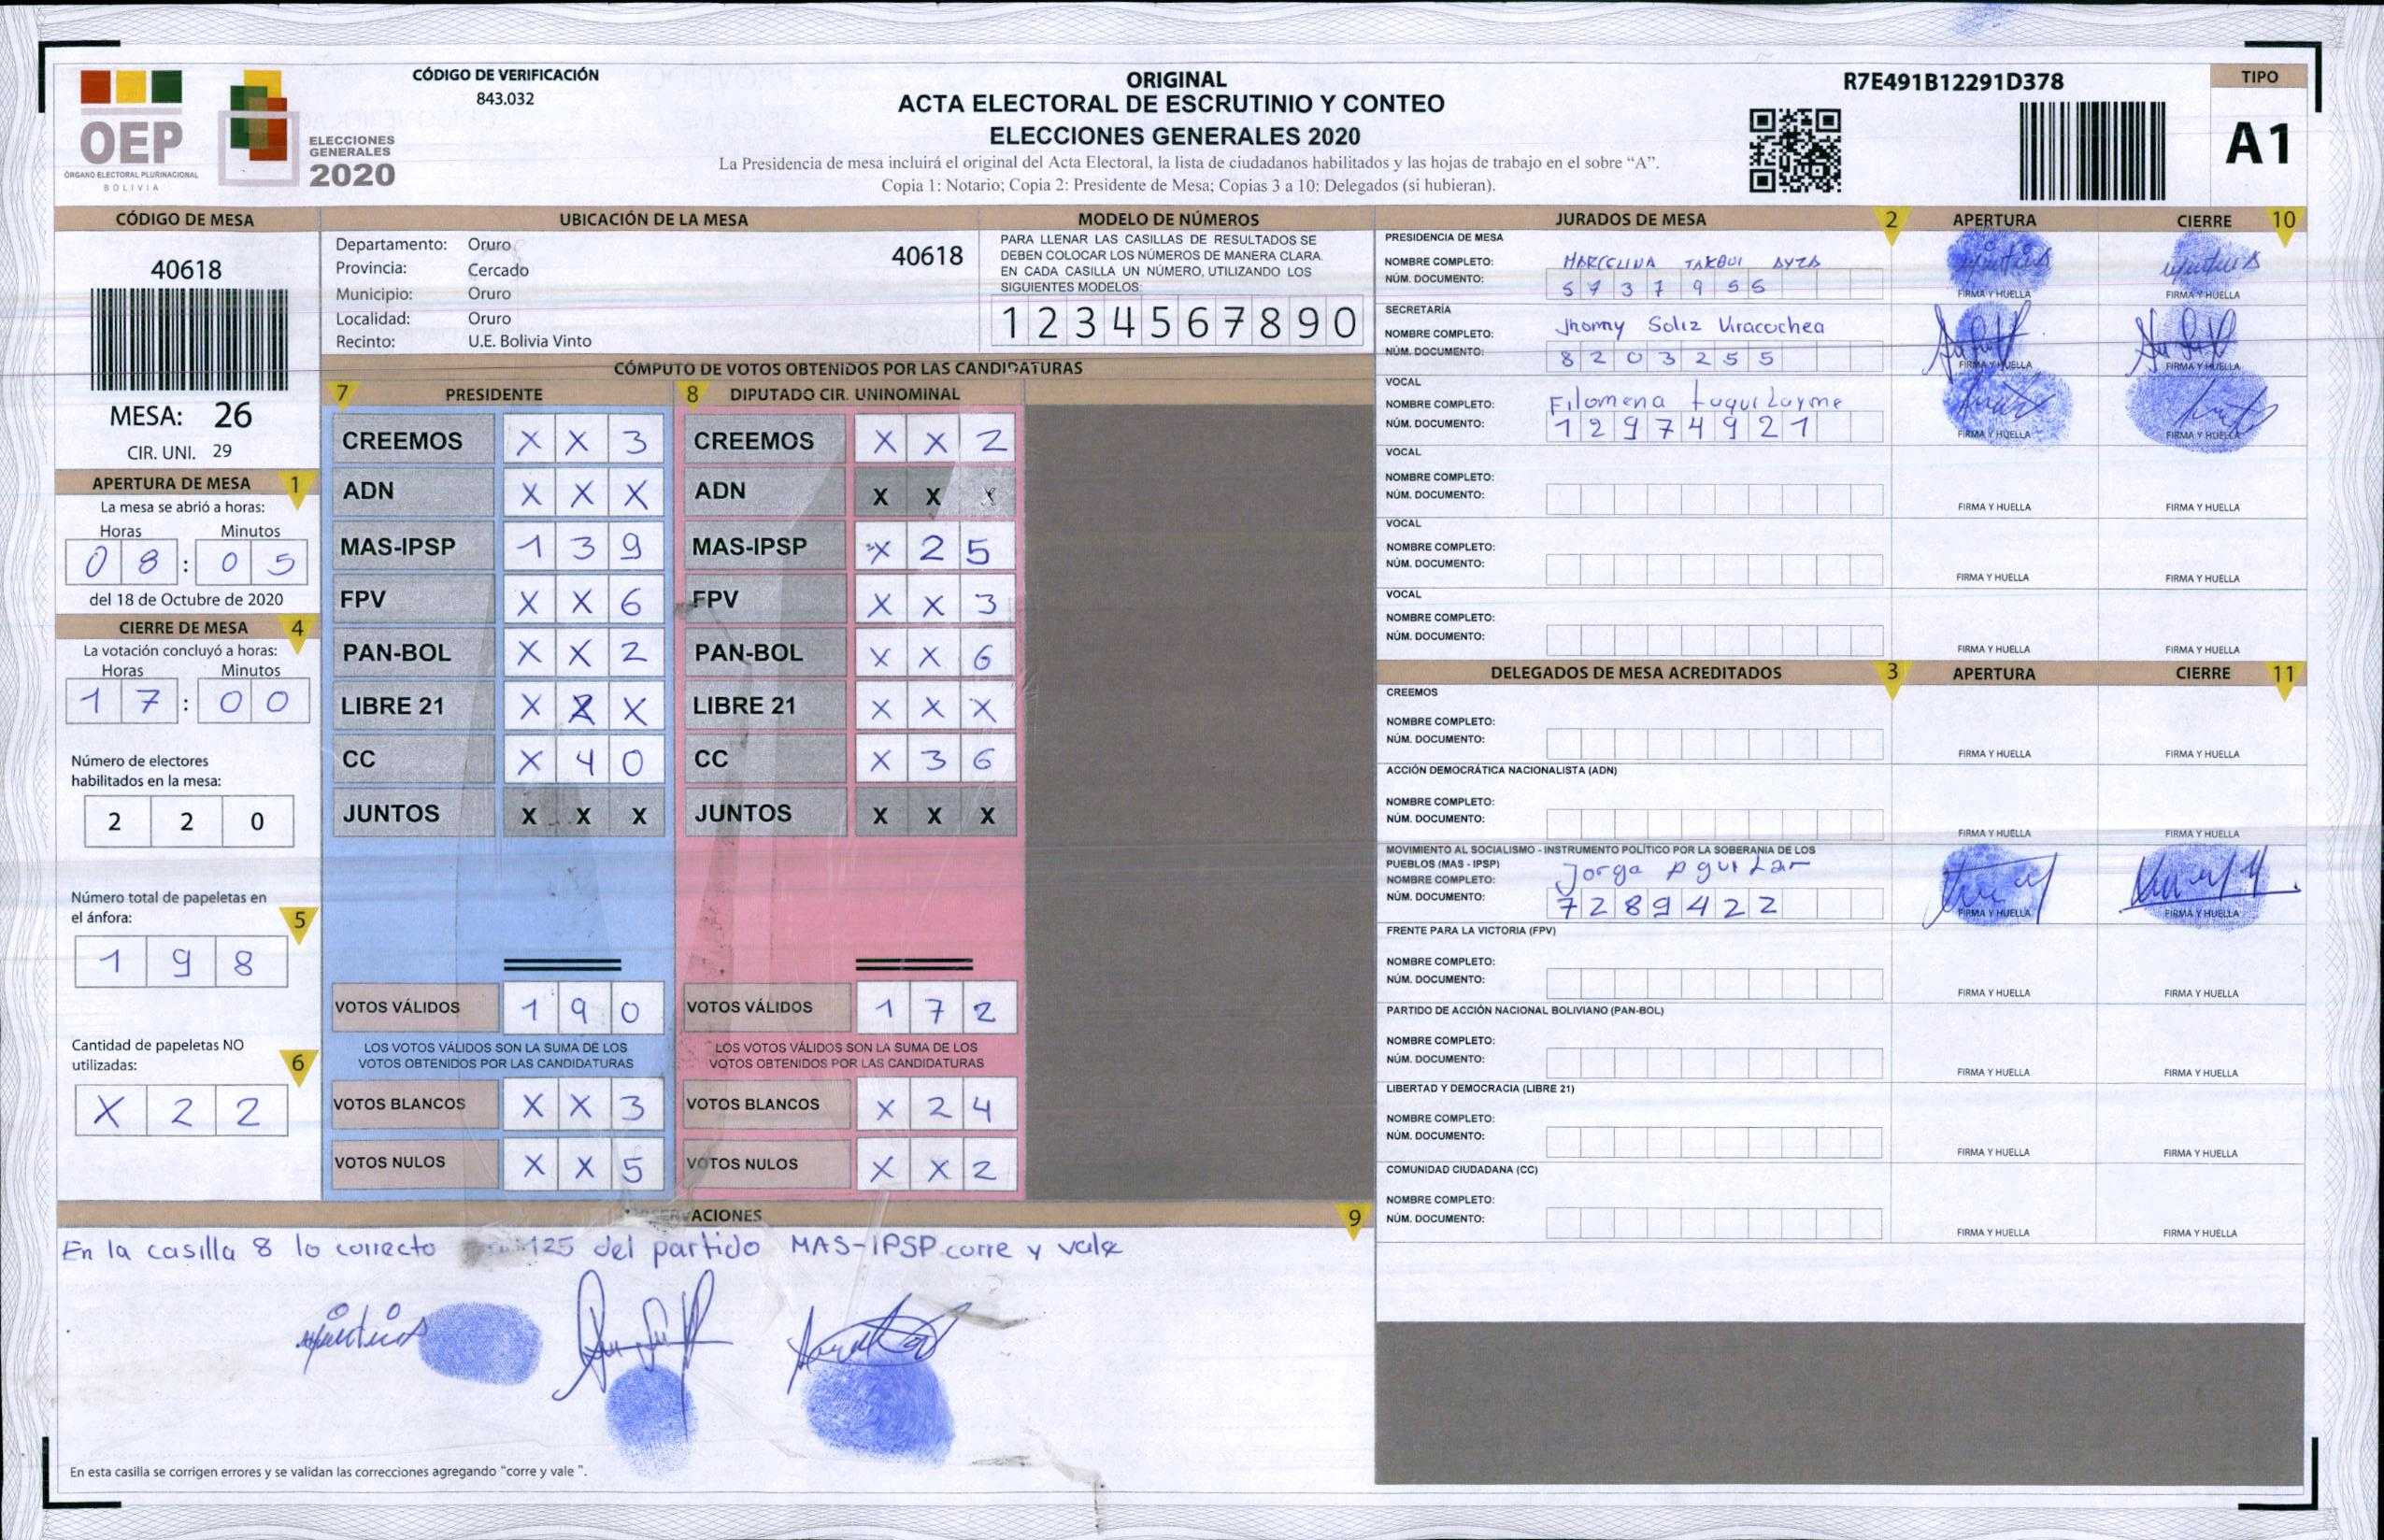 CÓDIGO DE VERIFICACIÓN
843.032
ORIGINAL
ACTA ELECTORAL DE ESCRUTINIO Y CONTEO
ELECCIONES GENERALES 2020
La Presidencia de mesa incluirá el original del Acta Electoral, la lista de ciudadanos habilitados y las hojas de trabajo en el sobre “A”.
Copia 1: Notario; Copia 2: Presidente de Mesa; Copias 3 a 10: Delegados (si hubieran).
R7E491B12291D378
TIPO
A1
OEP
ÓRGANO ELECTORAL PLURINACIONAL
BOLIVIA
ELECCIONES
GENERALES
2020
CÓDIGO DE MESA
40618
MESA: 26
CIR. UNI. 29
APERTURA DE MESA 1
La mesa se abrió a horas:
Horas Minutos
0 8 : 0 5
del 18 de Octubre de 2020
CIERRE DE MESA 4
La votación concluyó a horas:
Horas Minutos
1 7 : 0 0
Número de electores
habilitados en la mesa:
2 2 0
Número total de papeletas en
el ánfora: 5
1 9 8
Cantidad de papeletas NO
utilizadas: 6
X 2 2
UBICACIÓN DE LA MESA
Departamento: Oruro 40618
Provincia: Cercado
Municipio: Oruro
Localidad: Oruro
Recinto: U.E. Bolivia Vinto
MODELO DE NÚMEROS
PARA LLENAR LAS CASILLAS DE RESULTADOS SE
DEBEN COLOCAR LOS NÚMEROS DE MANERA CLARA.
EN CADA CASILLA UN NÚMERO, UTILIZANDO LOS
SIGUIENTES MODELOS:
1 2 3 4 5 6 7 8 9 0
CÓMPUTO DE VOTOS OBTENIDOS POR LAS CANDIDATURAS
7 PRESIDENTE 8 DIPUTADO CIR. UNINOMINAL
CREEMOS X X 3 CREEMOS X X 2
ADN X X X ADN X X X
MAS-IPSP 1 3 9 MAS-IPSP X 2 5
FPV X X 6 FPV X X 3
PAN-BOL X X 2 PAN-BOL X X 6
LIBRE 21 X X X LIBRE 21 X X X
CC X 4 0 CC X 3 6
JUNTOS X X X JUNTOS X X X
VOTOS VÁLIDOS 1 9 0 VOTOS VÁLIDOS 1 7 2
LOS VOTOS VÁLIDOS SON LA SUMA DE LOS LOS VOTOS VÁLIDOS SON LA SUMA DE LOS
VOTOS OBTENIDOS POR LAS CANDIDATURAS VOTOS OBTENIDOS POR LAS CANDIDATURAS
VOTOS BLANCOS X X 3 VOTOS BLANCOS X 2 4
VOTOS NULOS X X 5 VOTOS NULOS X X 2
ACIONES 9
En la casilla 8 lo correcto 125 del partido MAS-IPSP corre y vale
En esta casilla se corrigen errores y se validan las correcciones agregando "corre y vale ".
JURADOS DE MESA 2 APERTURA CIERRE 10
PRESIDENCIA DE MESA
NOMBRE COMPLETO: MARCELINA
NÚM. DOCUMENTO: 5 7 3 7 9 5 6
FIRMA Y HUELLA FIRMA Y HUELLA
SECRETARÍA
NOMBRE COMPLETO: Jhonny Soliz Viracochea
NÚM. DOCUMENTO: 8 2 0 3 2 5 5
FIRMA Y HUELLA FIRMA Y HUELLA
VOCAL
NOMBRE COMPLETO: Filomena
NÚM. DOCUMENTO: 1 2 9 7 4 9 2 1
FIRMA Y HUELLA FIRMA Y HUELLA
VOCAL
NOMBRE COMPLETO:
NÚM. DOCUMENTO:
FIRMA Y HUELLA FIRMA Y HUELLA
VOCAL
NOMBRE COMPLETO:
NÚM. DOCUMENTO:
FIRMA Y HUELLA FIRMA Y HUELLA
VOCAL
NOMBRE COMPLETO:
NÚM. DOCUMENTO:
FIRMA Y HUELLA FIRMA Y HUELLA
DELEGADOS DE MESA ACREDITADOS 3 APERTURA CIERRE 11
CREEMOS
NOMBRE COMPLETO:
NÚM. DOCUMENTO:
FIRMA Y HUELLA FIRMA Y HUELLA
ACCIÓN DEMOCRÁTICA NACIONALISTA (ADN)
NOMBRE COMPLETO:
NÚM. DOCUMENTO:
FIRMA Y HUELLA FIRMA Y HUELLA
MOVIMIENTO AL SOCIALISMO - INSTRUMENTO POLÍTICO POR LA SOBERANIA DE LOS
PUEBLOS (MAS - IPSP)
NOMBRE COMPLETO: Jorge Aguilar
NÚM. DOCUMENTO: 7 2 8 9 4 2 2
FIRMA Y HUELLA FIRMA Y HUELLA
FRENTE PARA LA VICTORIA (FPV)
NOMBRE COMPLETO:
NÚM. DOCUMENTO:
FIRMA Y HUELLA FIRMA Y HUELLA
PARTIDO DE ACCIÓN NACIONAL BOLIVIANO (PAN-BOL)
NOMBRE COMPLETO:
NÚM. DOCUMENTO:
FIRMA Y HUELLA FIRMA Y HUELLA
LIBERTAD Y DEMOCRACIA (LIBRE 21)
NOMBRE COMPLETO:
NÚM. DOCUMENTO:
FIRMA Y HUELLA FIRMA Y HUELLA
COMUNIDAD CIUDADANA (CC)
NOMBRE COMPLETO:
NÚM. DOCUMENTO:
FIRMA Y HUELLA FIRMA Y HUELLA